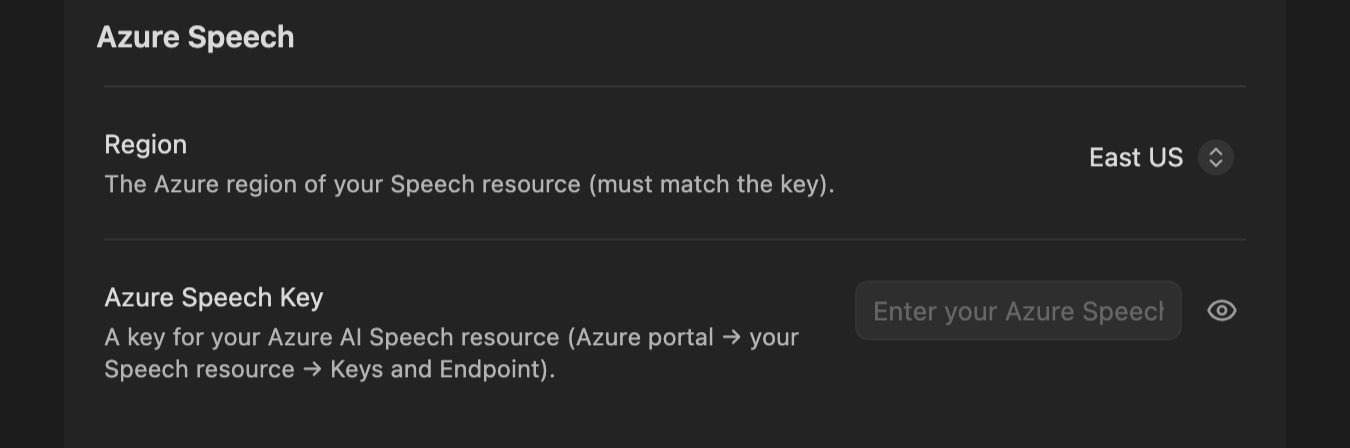 Azure Speech
Region
The Azure region of your Speech resource (must match the key).
East US
Azure Speech Key
A key for your Azure AI Speech resource (Azure portal → your
Speech resource → Keys and Endpoint).
Enter your Azure Speech